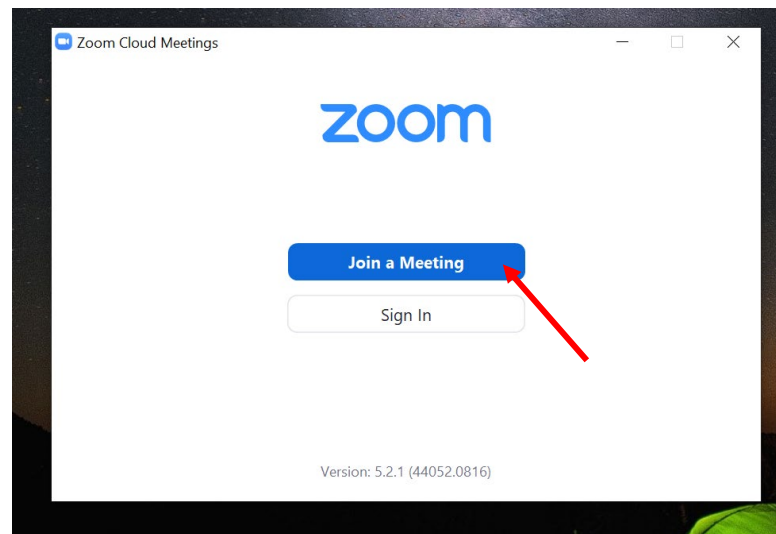 Zoom Cloud Meetings
zoom
Join a Meeting
Sign In
Version: 5.2.1 (44052.0816)